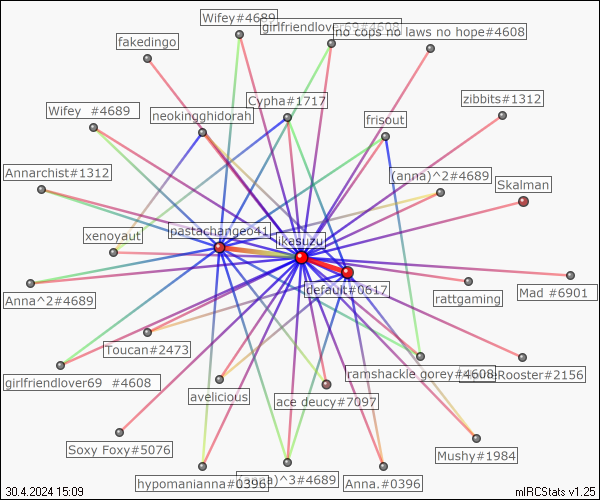 Wifey#4689
girlfriendlover69#4608
no cops no laws no hope#4608
fakedingo
zibbits#1312
Cypha#1717
neokingghidorah
Wifey  #4689
frisout
Annarchist#1312
(anna)^2#4689
Skalman
pastachangeo41
xenoyaut
ikasuzu
default#0617
Anna^2#4689
rattgaming
Mad #6901
Toucan#2473
ramshackle gorey#4608
Rooster#2156
girlfriendlover69  #4608
avelicious
ace deucy#7097
Soxy Foxy#5076
Mushy#1984
hypomanianna#0396
)^3#4689
Anna.#0396
30.4.2024 15:09
mIRCStats v1.25